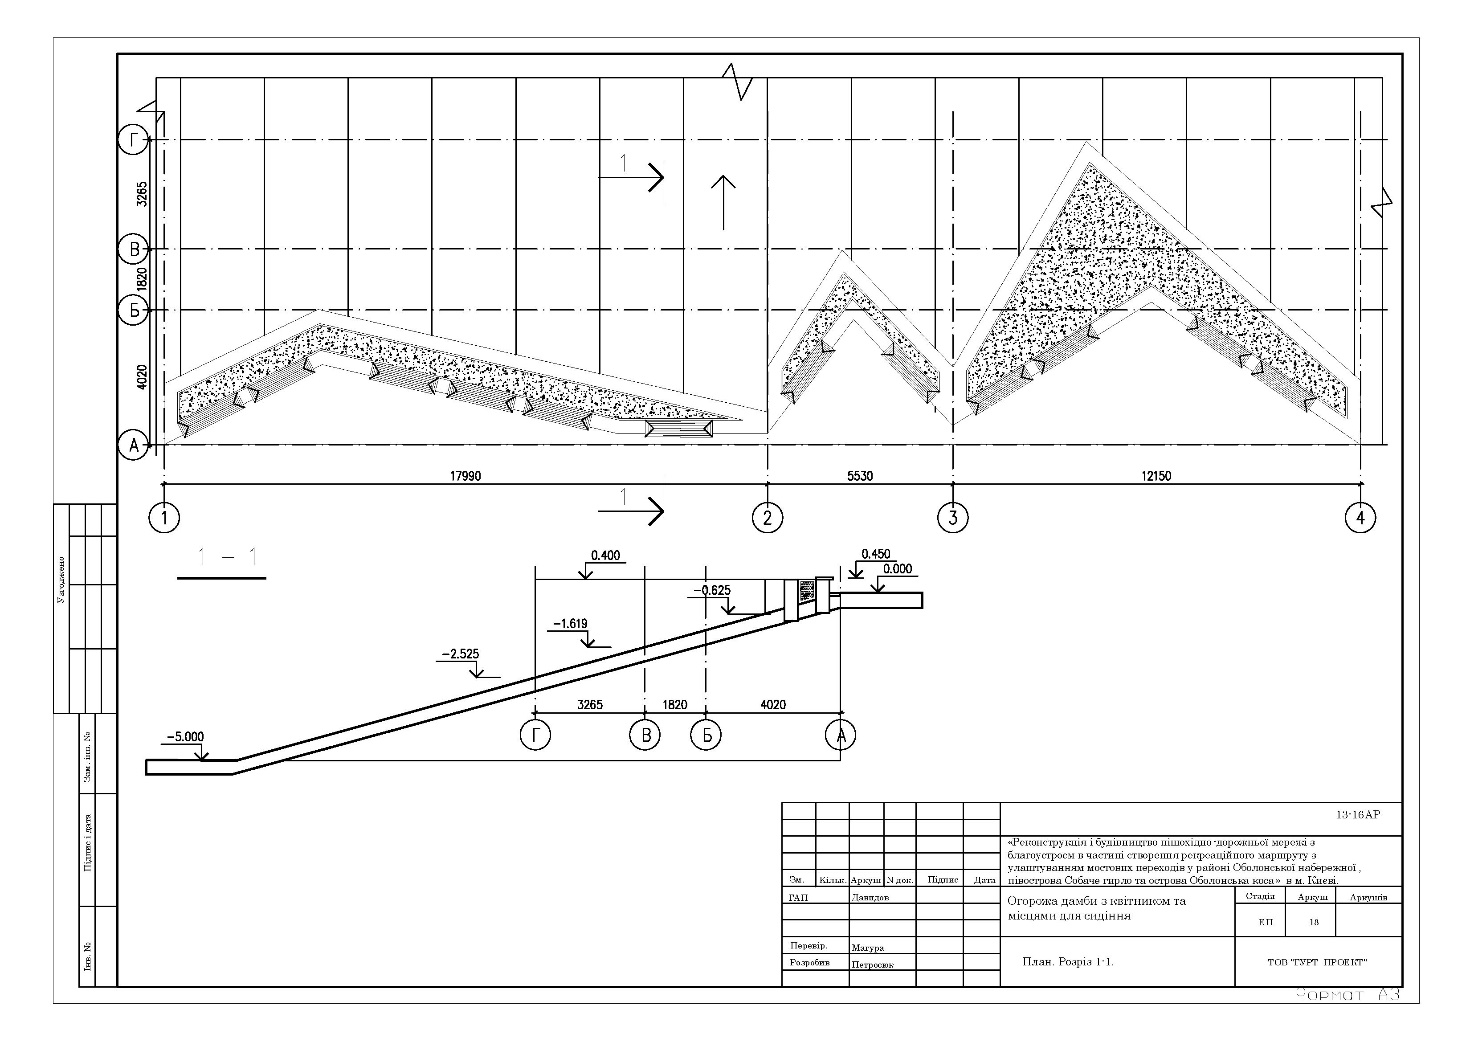 Г
3265
В
1820
Б
4020
А
1
1
17990
5530
12150
1
2
3
4
1 - 1
0.400
0.450
0.000
-0.625
-1.619
-2.525
-5.000
3265
1820
4020
Г
В
Б
А
Узгоджено
Зам. інв. №
Підпис і дата
Інв. №
13-16АР
«Реконструкція і будівництво пішохідно-дорожньої мережі з
благоустроєм в частині створення рекреаційного маршруту з
улаштуванням мостових переходів у районі Оболонської набережної,
півострова Собаче гирло та острова Оболонська коса» в м. Києві.
Зм. Кільк. Аркуш N док. Підпис Дата
ГАП Давидов
Огорожа дамби з квітником та
місцями для сидіння
Стадія Аркуш Аркушів
ЕП 18
Перевір. Магура
Розробив Петросюк
План. Розріз 1-1.
ТОВ "ГУРТ ПРОЕКТ"
Формат А3